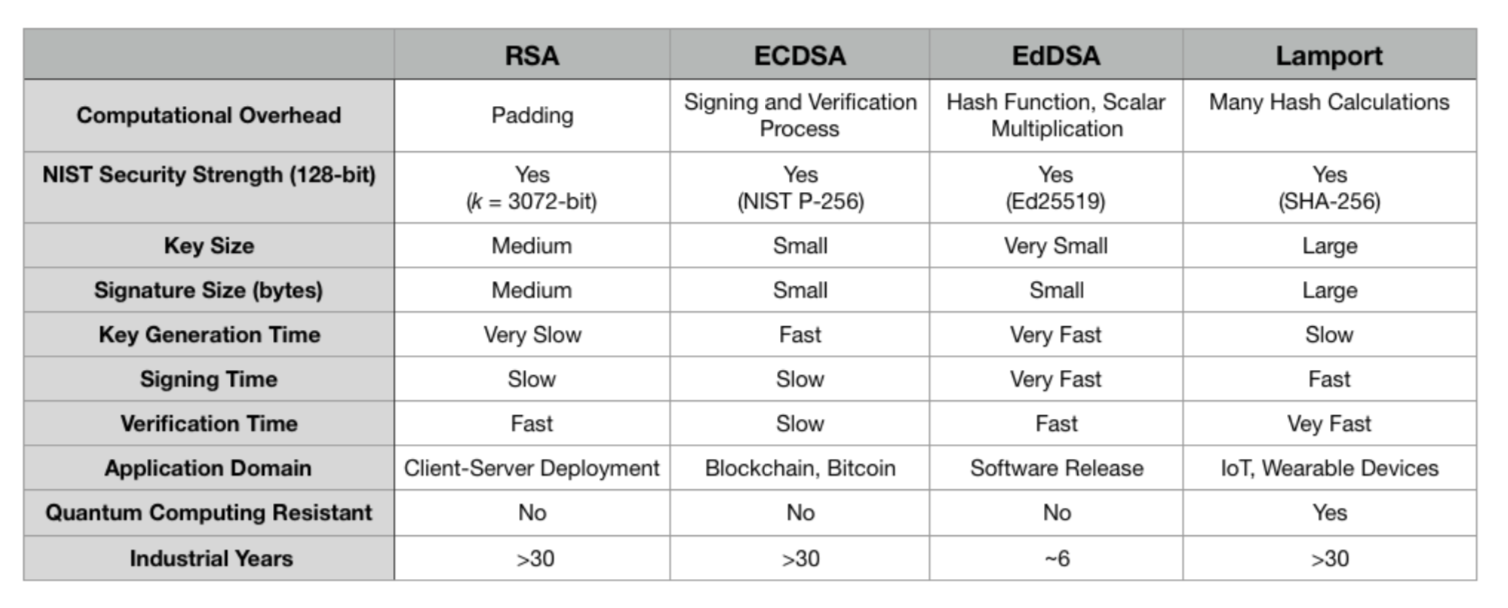 RSA ECDSA EdDSA Lamport
Computational Overhead Padding Signing and Verification Process Hash Function, Scalar Multiplication Many Hash Calculations
NIST Security Strength (128-bit) Yes (k = 3072-bit) Yes (NIST P-256) Yes (Ed25519) Yes (SHA-256)
Key Size Medium Small Very Small Large
Signature Size (bytes) Medium Small Small Large
Key Generation Time Very Slow Fast Very Fast Slow
Signing Time Slow Slow Very Fast Fast
Verification Time Fast Slow Fast Vey Fast
Application Domain Client-Server Deployment Blockchain, Bitcoin Software Release IoT, Wearable Devices
Quantum Computing Resistant No No No Yes
Industrial Years >30 >30 ~6 >30